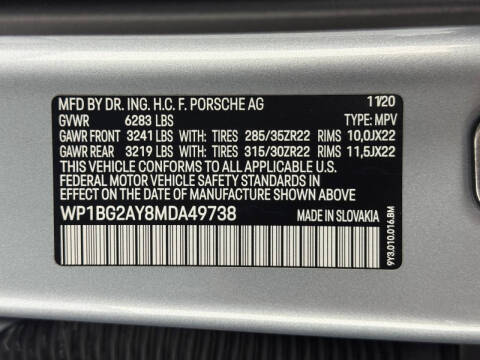 MFD BY DR. ING. H.C. F. PORSCHE AG 11/20
GVWR 6283 LBS TYPE: MPV
GAWR FRONT 3241 LBS WITH: TIRES 285/35ZR22 RIMS 10,0JX22
GAWR REAR 3219 LBS WITH: TIRES 315/30ZR22 RIMS 11,5JX22
THIS VEHICLE CONFORMS TO ALL APPLICABLE U.S.
FEDERAL MOTOR VEHICLE SAFETY STANDARDS IN
EFFECT ON THE DATE OF MANUFACTURE SHOWN ABOVE
WP1BG2AY8MDA49738 MADE IN SLOVAKIA
9Y3.010.016.BM